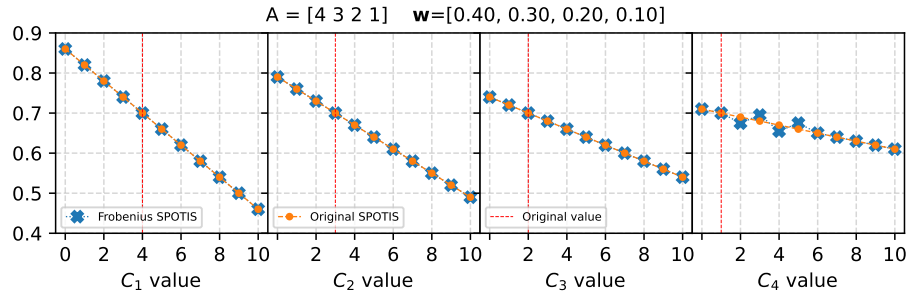 A = [4 3 2 1] w=[0.40, 0.30, 0.20, 0.10]
0.9
0.8
0.7
0.6
0.5
0.4
Frobenius SPOTIS
Original SPOTIS
Original value
0 2 4 6 8 10
0 2 4 6 8 10
0 2 4 6 8 10
0 2 4 6 8 10
C₁ value
C₂ value
C₃ value
C₄ value